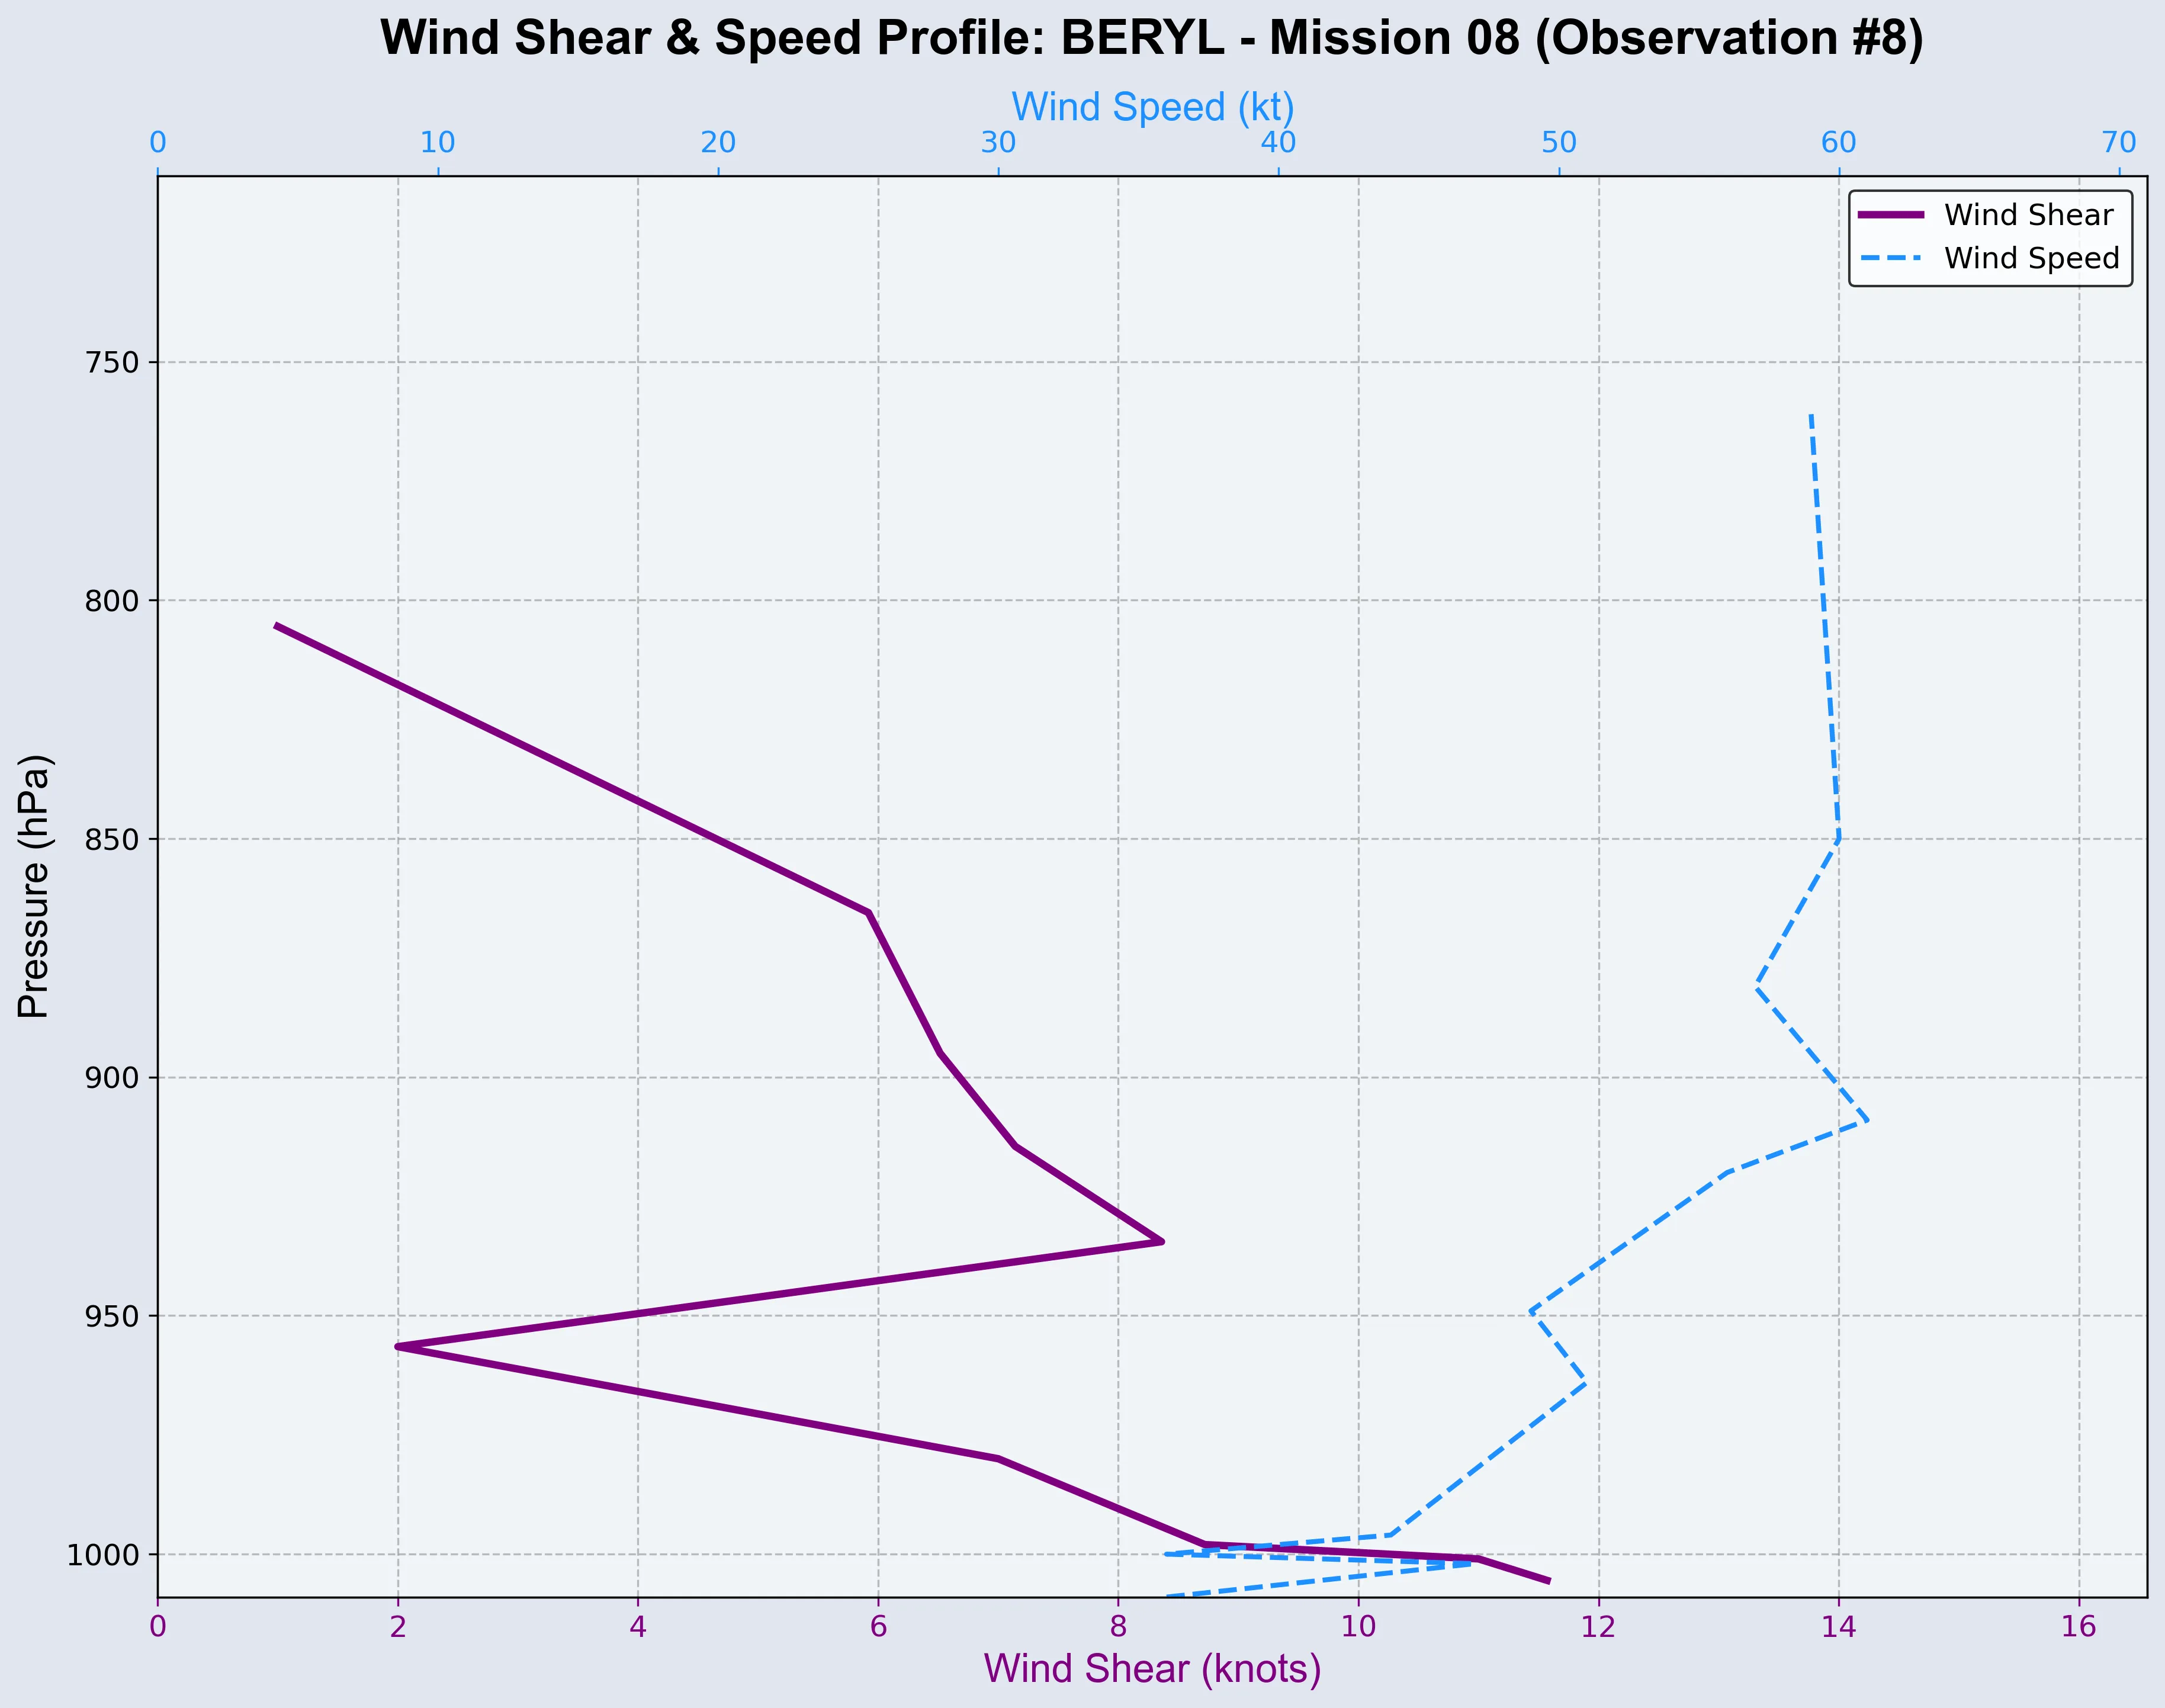 Wind Shear & Speed Profile: BERYL - Mission 08 (Observation #8)
Wind Speed (kt)
0 10 20 30 40 50 60 70
Wind Shear
Wind Speed
750
800
850
900
950
1000
Pressure (hPa)
0 2 4 6 8 10 12 14 16
Wind Shear (knots)